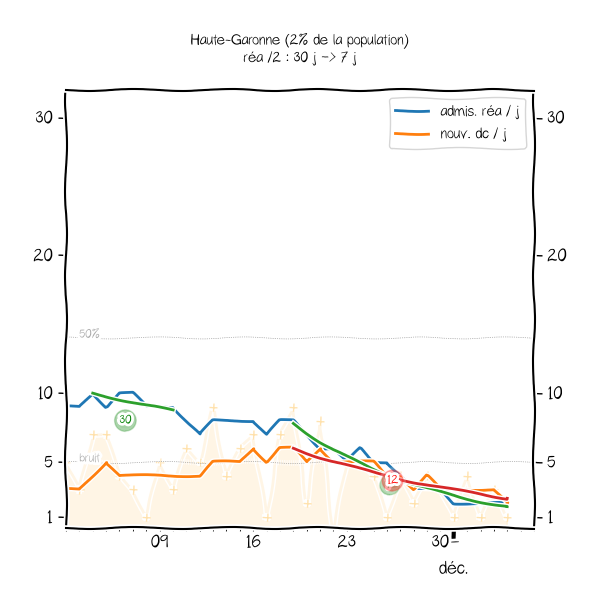 Haute-Garonne (2% de la population)
réa /2 : 30 j -> 7 j
admis. réa / j
nouv. dc / j
30
30
20
20
50%
10
10
30
bruit
5
5
12
1
1
09
16
23
30
déc.